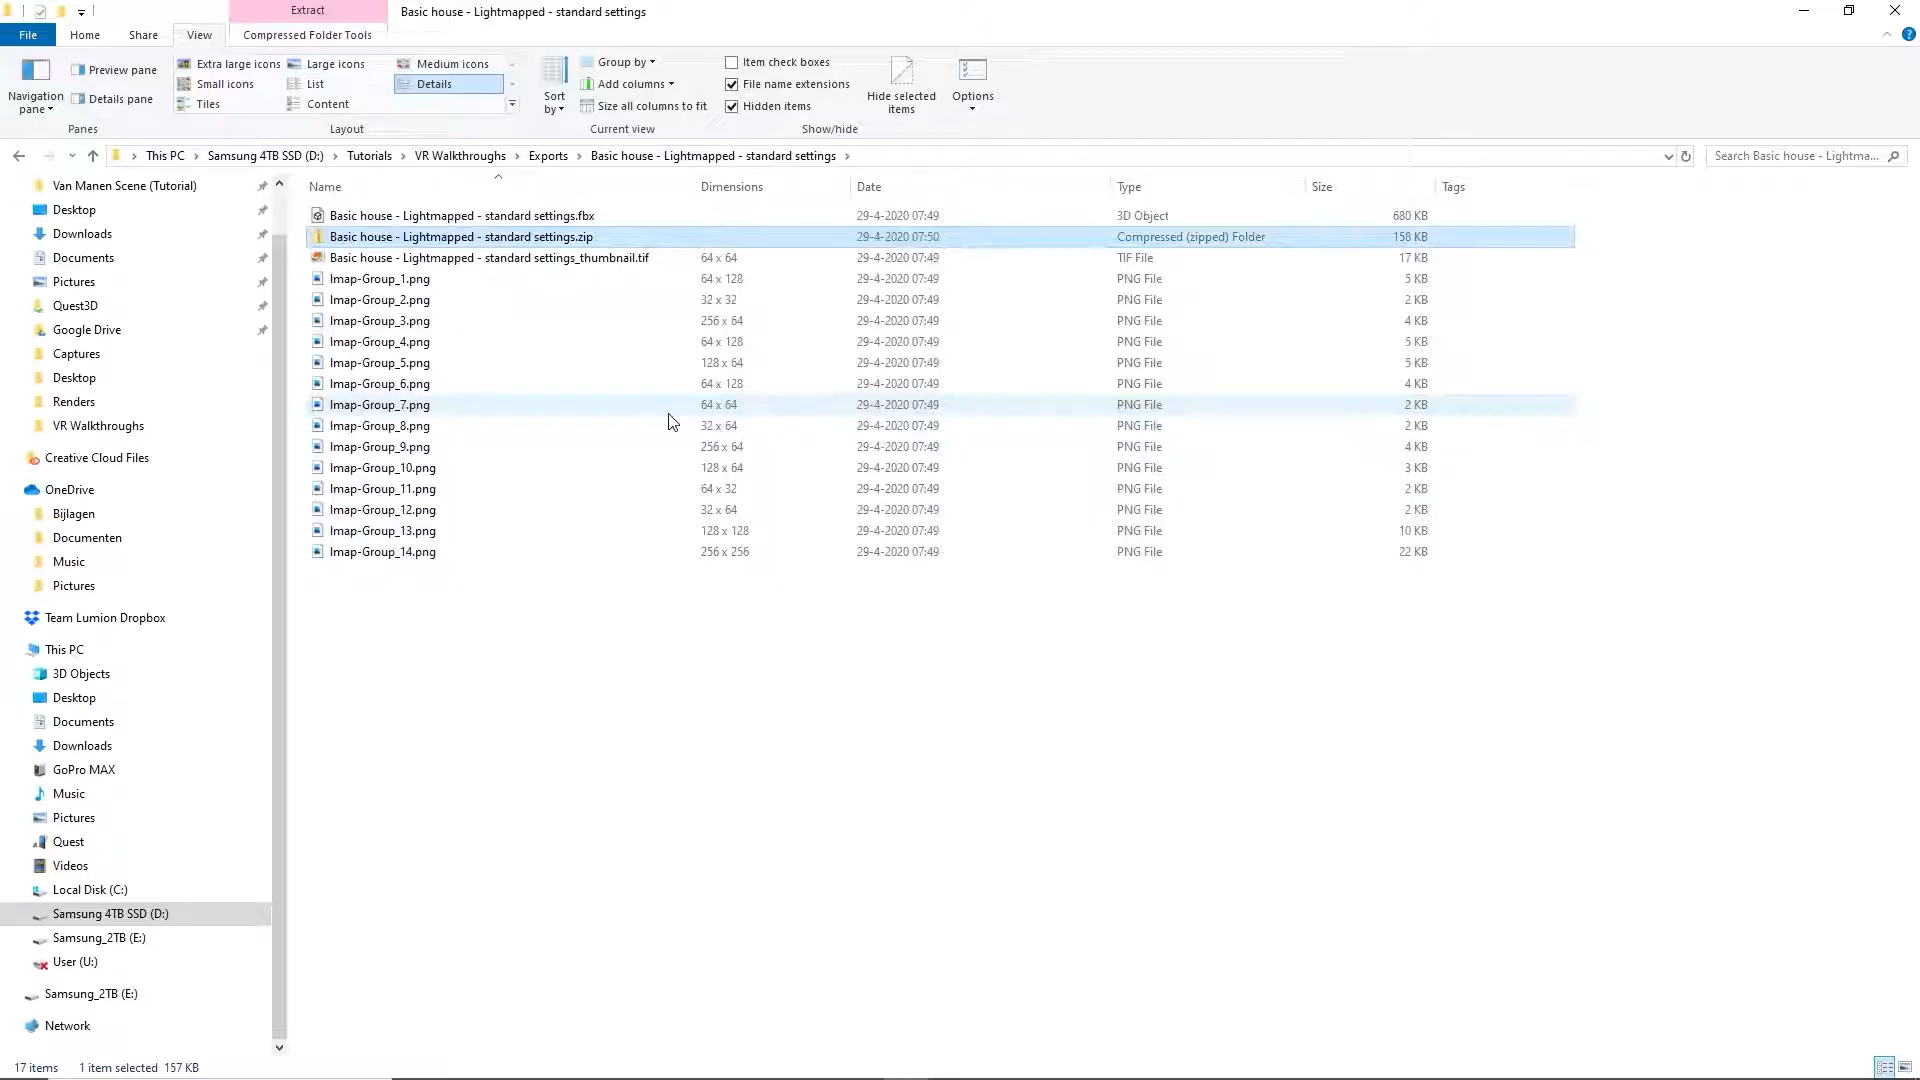 Extract
Basic house - Lightmapped - standard settings
File
Home
Share
View
Compressed Folder Tools
Navigation pane
Preview pane
Details pane
Panes
Extra large icons
Large icons
Medium icons
Small icons
List
Details
Tiles
Content
Layout
Sort by
Group by
Add columns
Size all columns to fit
Current view
Item check boxes
File name extensions
Hidden items
Show/hide
Hide selected items
Options
This PC
Samsung 4TB SSD (D:)
Tutorials
VR Walkthroughs
Exports
Basic house - Lightmapped - standard settings
Search Basic house - Lightma...
Van Manen Scene (Tutorial)
Desktop
Downloads
Documents
Pictures
Quest3D
Google Drive
Captures
Desktop
Renders
VR Walkthroughs
Creative Cloud Files
OneDrive
Bijlagen
Documenten
Music
Pictures
Team Lumion Dropbox
This PC
3D Objects
Desktop
Documents
Downloads
GoPro MAX
Music
Pictures
Quest
Videos
Local Disk (C:)
Samsung 4TB SSD (D:)
Samsung_2TB (E:)
User (U:)
Samsung_2TB (E:)
Network
Name Dimensions Date Type Size Tags
Basic house - Lightmapped - standard settings.fbx 29-4-2020 07:49 3D Object 680 KB
Basic house - Lightmapped - standard settings.zip 29-4-2020 07:50 Compressed (zipped) Folder 158 KB
Basic house - Lightmapped - standard settings_thumbnail.tif 64 x 64 29-4-2020 07:49 TIF File 17 KB
Imap-Group_1.png 64 x 128 29-4-2020 07:49 PNG File 5 KB
Imap-Group_2.png 32 x 32 29-4-2020 07:49 PNG File 2 KB
Imap-Group_3.png 256 x 64 29-4-2020 07:49 PNG File 4 KB
Imap-Group_4.png 64 x 128 29-4-2020 07:49 PNG File 5 KB
Imap-Group_5.png 128 x 64 29-4-2020 07:49 PNG File 5 KB
Imap-Group_6.png 64 x 128 29-4-2020 07:49 PNG File 4 KB
Imap-Group_7.png 64 x 64 29-4-2020 07:49 PNG File 2 KB
Imap-Group_8.png 32 x 64 29-4-2020 07:49 PNG File 2 KB
Imap-Group_9.png 256 x 64 29-4-2020 07:49 PNG File 4 KB
Imap-Group_10.png 128 x 64 29-4-2020 07:49 PNG File 3 KB
Imap-Group_11.png 64 x 32 29-4-2020 07:49 PNG File 2 KB
Imap-Group_12.png 32 x 64 29-4-2020 07:49 PNG File 2 KB
Imap-Group_13.png 128 x 128 29-4-2020 07:49 PNG File 10 KB
Imap-Group_14.png 256 x 256 29-4-2020 07:49 PNG File 22 KB
17 items 1 item selected 157 KB